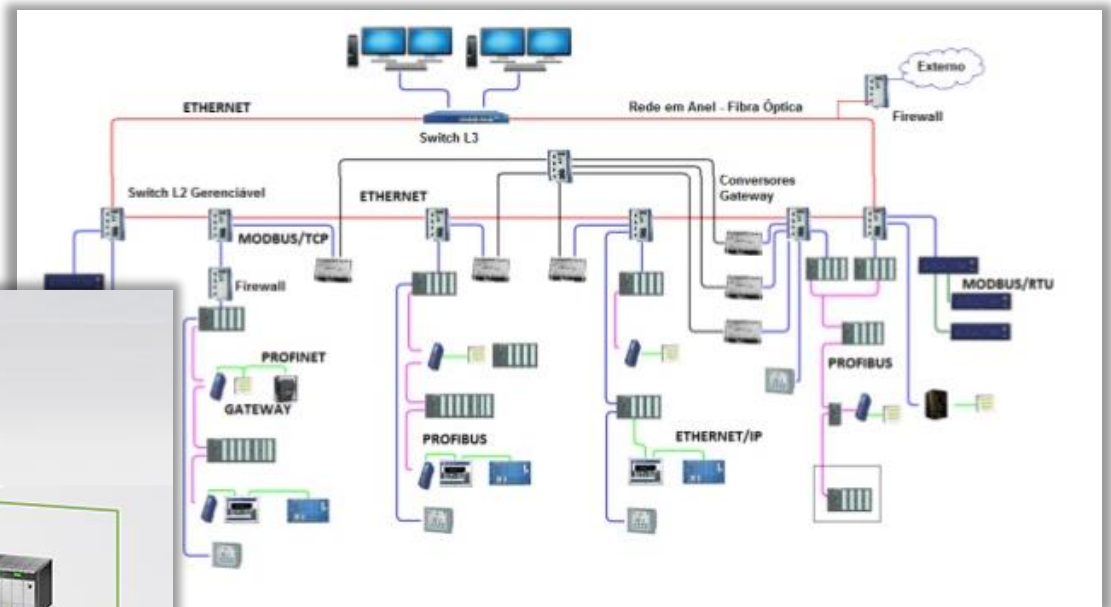 Externo
ETHERNET
Rede em Anel - Fibra Óptica
Firewall
Switch L3
Switch L2 Gerenciável
ETHERNET
Conversores
Gateway
MODBUS/TCP
Firewall
MODBUS/RTU
PROFINET
PROFIBUS
GATEWAY
PROFIBUS
ETHERNET/IP